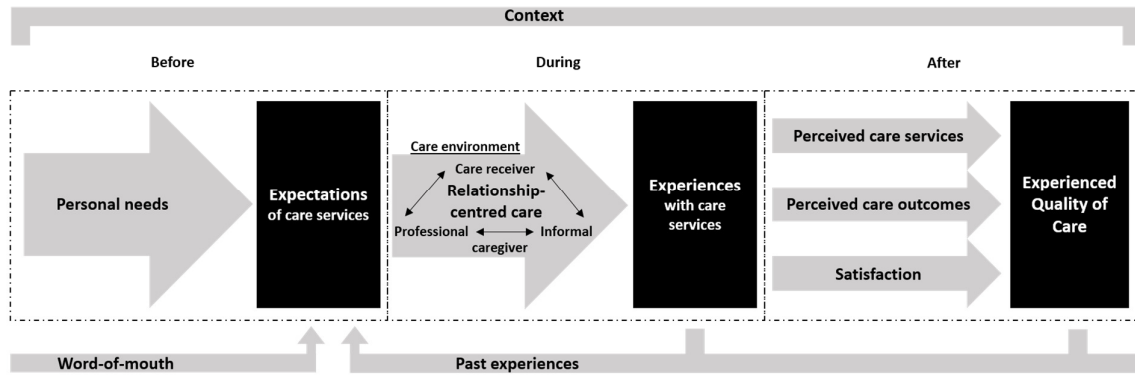 Context
Before
During
After
Personal needs
Expectations
of care services
Care environment
Care receiver
Relationship-
centred care
Professional
Informal
caregiver
Experiences
with care
services
Perceived care services
Perceived care outcomes
Satisfaction
Experienced
Quality of
Care
Word-of-mouth
Past experiences